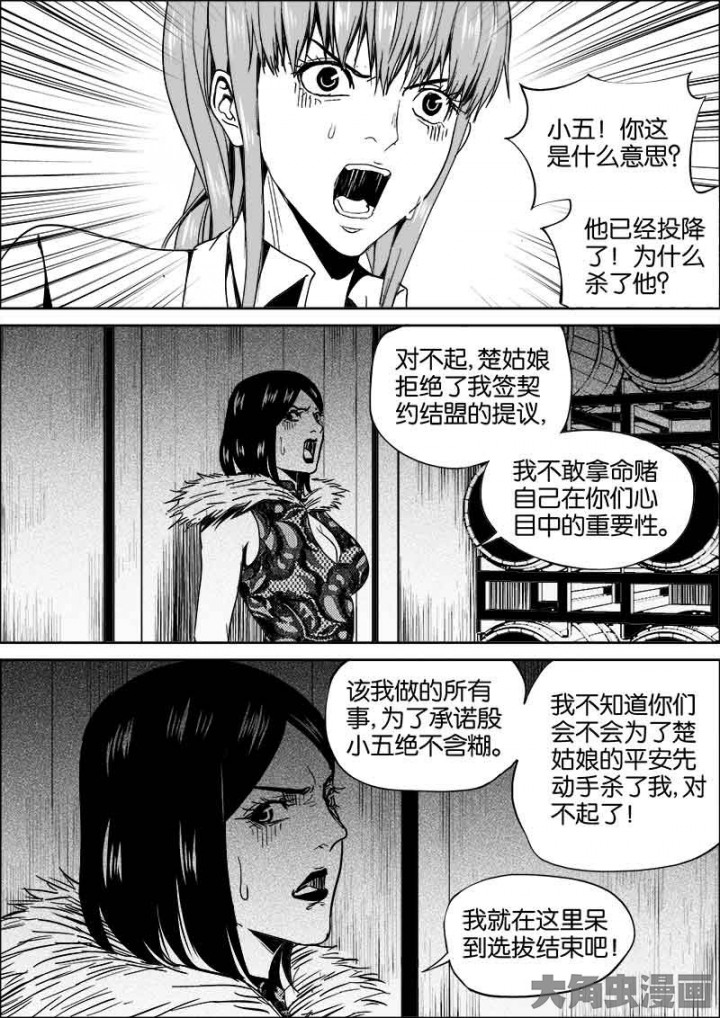 小五！你这
是什么意思？
他已经投降
了！为什么
杀了他？
对不起，楚姑娘
拒绝了我签契
约结盟的提议，
我不敢拿命赌
自己在你们心
目中的重要性。
该我做的所有
事，为了承诺殷
小五绝不含糊。
我不知道你们
会不会为了楚
姑娘的平安先
动手杀了我，对
不起了！
我就在这里呆
到选拔结束吧！
大角虫漫画